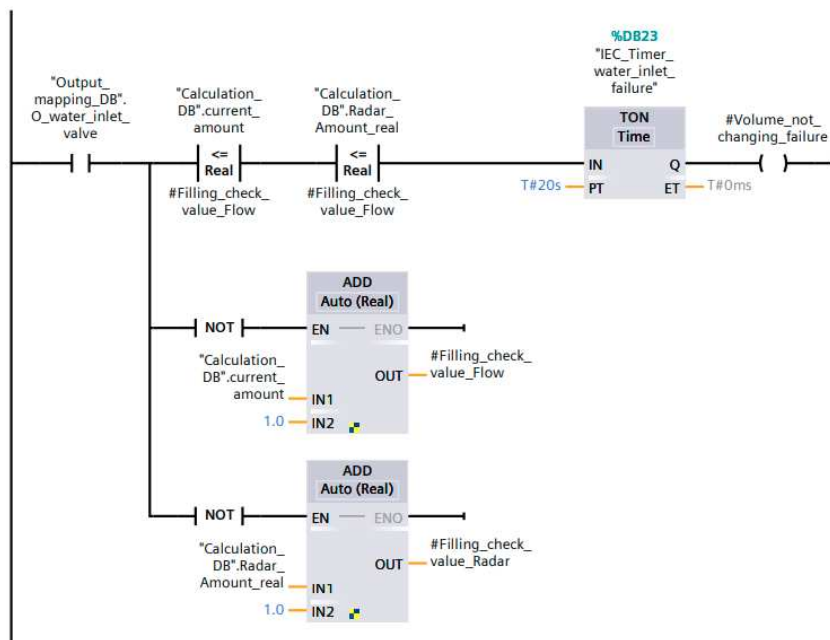 %DB23
"IEC_Timer_
water_inlet_
failure"
"Output_
mapping_DB".
O_water_inlet_
valve
"Calculation_
DB".current_
amount
"Calculation_
DB".Radar_
Amount_real
TON
Time
#Volume_not_
changing_failure
<=
Real
<=
Real
IN
Q
#Filling_check_
value_Flow
#Filling_check_
value_Flow
T#20s
PT
ET
T#0ms
ADD
Auto (Real)
NOT
EN
ENO
"Calculation_
DB".current_
amount
IN1
OUT
#Filling_check_
value_Flow
1.0
IN2
ADD
Auto (Real)
NOT
EN
ENO
"Calculation_
DB".Radar_
Amount_real
IN1
OUT
#Filling_check_
value_Radar
1.0
IN2